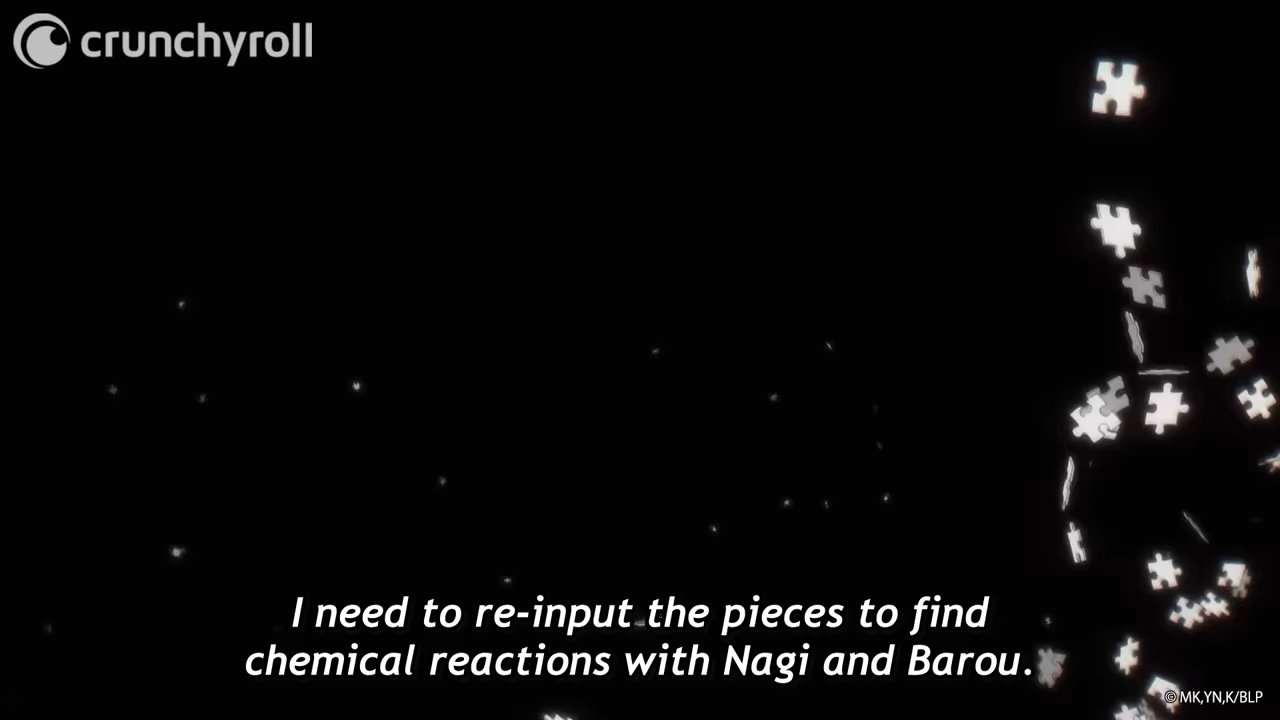 crunchyroll
I need to re-input the pieces to find
chemical reactions with Nagi and Barou.
© MK,YN,K/BLP